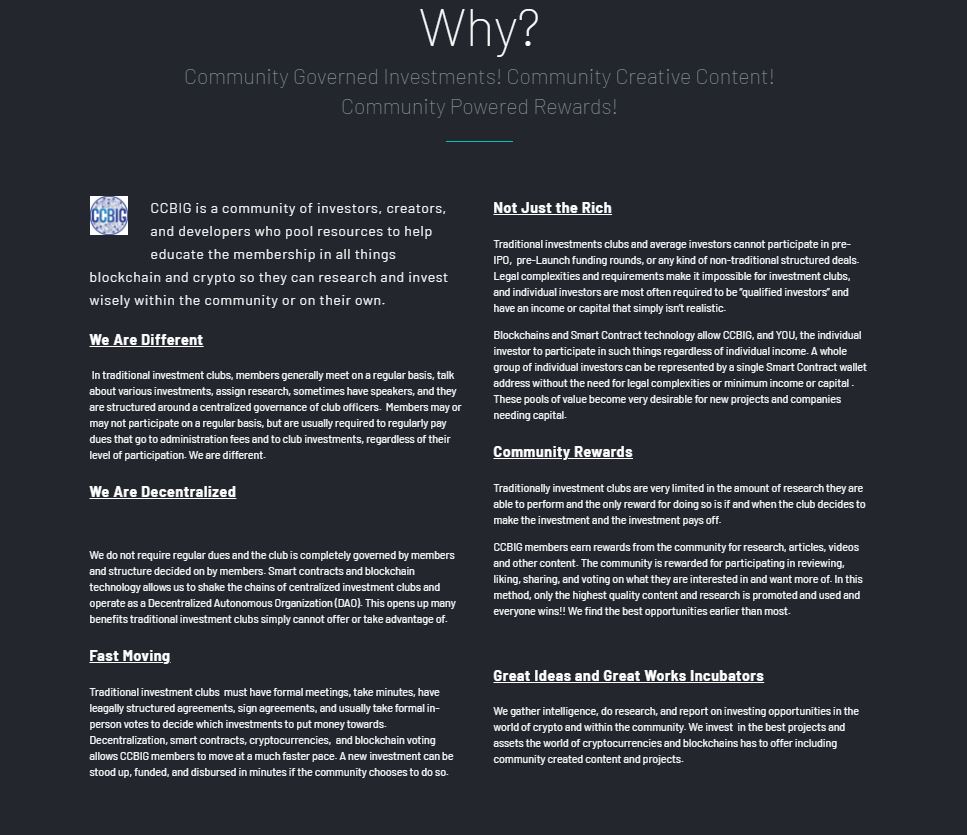 Why?
Community Governed Investments! Community Creative Content!
Community Powered Rewards!
CCBIG
CCBIG is a community of investors, creators,
and developers who pool resources to help
educate the membership in all things
blockchain and crypto so they can research and invest
wisely within the community or on their own.
We Are Different
In traditional investment clubs, members generally meet on a regular basis, talk
about various investments, assign research, sometimes have speakers, and they
are structured around a centralized governance of club officers. Members may or
may not participate on a regular basis, but are usually required to regularly pay
dues that go to administration fees and to club investments, regardless of their
level of participation. We are different.
We Are Decentralized
We do not require regular dues and the club is completely governed by members
and structure decided on by members. Smart contracts and blockchain
technology allows us to shake the chains of centralized investment clubs and
operate as a Decentralized Autonomous Organization (DAO). This opens up many
benefits traditional investment clubs simply cannot offer or take advantage of.
Fast Moving
Traditional investment clubs must have formal meetings, take minutes, have
leagally structured agreements, sign agreements, and usually take formal in-
person votes to decide which investments to put money towards.
Decentralization, smart contracts, cryptocurrencies, and blockchain voting
allows CCBIG members to move at a much faster pace. A new investment can be
stood up, funded, and disbursed in minutes if the community chooses to do so.
Not Just the Rich
Traditional investments clubs and average investors cannot participate in pre-
IPO, pre-Launch funding rounds, or any kind of non-traditional structured deals.
Legal complexities and requirements make it impossible for investment clubs,
and individual investors are most often required to be “qualified investors” and
have an income or capital that simply isn’t realistic.
Blockchains and Smart Contract technology allow CCBIG, and YOU, the individual
investor to participate in such things regardless of individual income. A whole
group of individual investors can be represented by a single Smart Contract wallet
address without the need for legal complexities or minimum income or capital .
These pools of value become very desirable for new projects and companies
needing capital.
Community Rewards
Traditionally investment clubs are very limited in the amount of research they are
able to perform and the only reward for doing so is if and when the club decides to
make the investment and the investment pays off.
CCBIG members earn rewards from the community for research, articles, videos
and other content. The community is rewarded for participating in reviewing,
liking, sharing, and voting on what they are interested in and want more of. In this
method, only the highest quality content and research is promoted and used and
everyone wins!! We find the best opportunities earlier than most.
Great Ideas and Great Works Incubators
We gather intelligence, do research, and report on investing opportunities in the
world of crypto and within the community. We invest in the best projects and
assets the world of cryptocurrencies and blockchains has to offer including
community created content and projects.